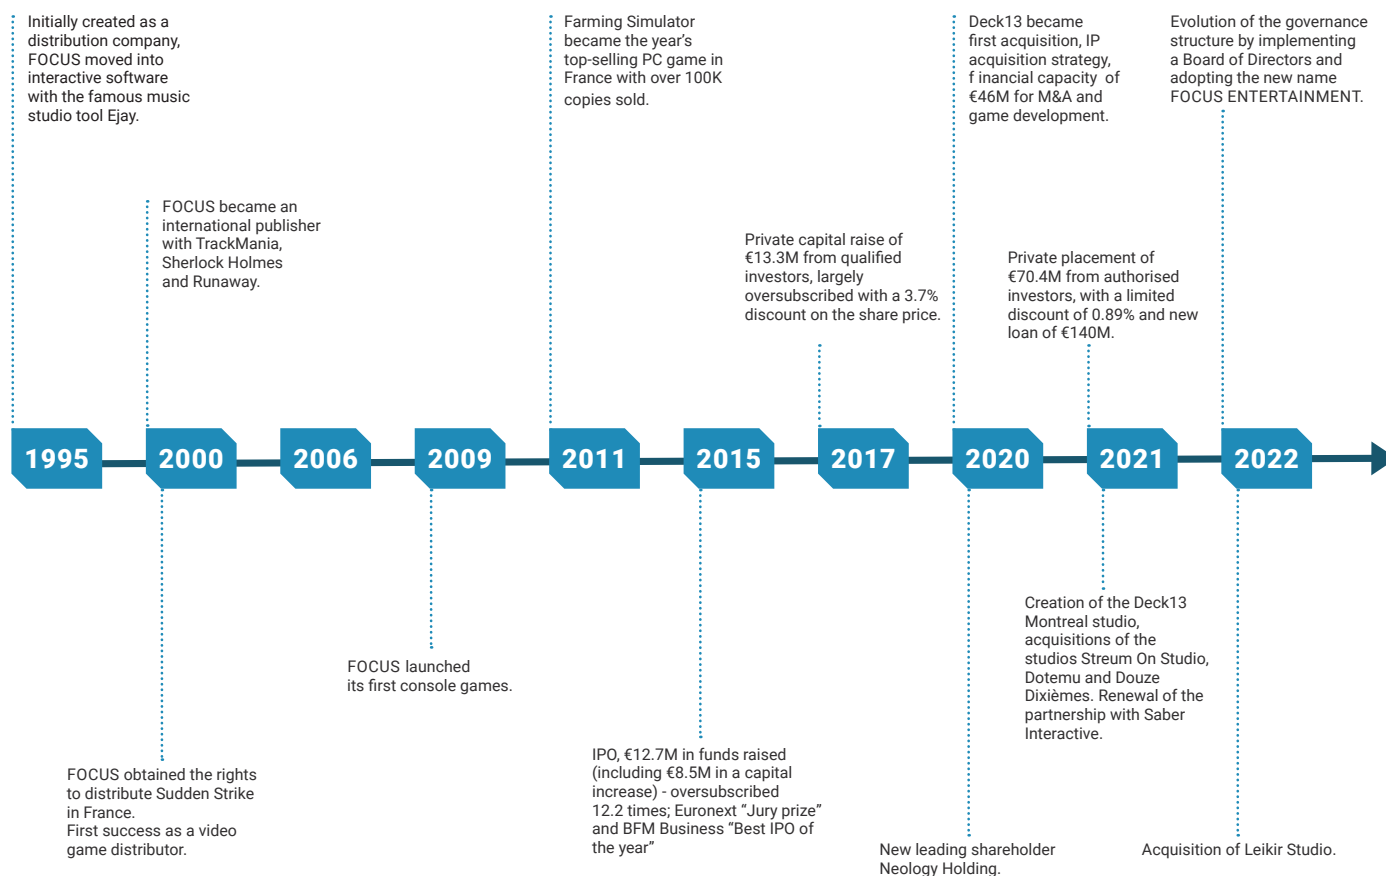 Initially created as a
distribution company,
FOCUS moved into
interactive software
with the famous music
studio tool Ejay.
Farming Simulator
became the year's
top-selling PC game in
France with over 100K
copies sold.
Deck13 became
first acquisition, IP
acquisition strategy,
f inancial capacity of
€46M for M&A and
game development.
Evolution of the governance
structure by implementing
a Board of Directors and
adopting the new name
FOCUS ENTERTAINMENT.
FOCUS became an
international publisher
with TrackMania,
Sherlock Holmes
and Runaway.
Private capital raise of
€13.3M from qualified
investors, largely
oversubscribed with a 3.7%
discount on the share price.
Private placement of
€70.4M from authorised
investors, with a limited
discount of 0.89% and new
loan of €140M.
1995
2000
2006
2009
2011
2015
2017
2020
2021
2022
Creation of the Deck13
Montreal studio,
acquisitions of the
studios Streum On Studio,
Dotemu and Douze
Dixièmes. Renewal of the
partnership with Saber
Interactive.
FOCUS launched
its first console games.
IPO, €12.7M in funds raised
(including €8.5M in a capital
increase) - oversubscribed
12.2 times; Euronext “Jury prize”
and BFM Business “Best IPO of
the year”
FOCUS obtained the rights
to distribute Sudden Strike
in France.
First success as a video
game distributor.
New leading shareholder
Neology Holding.
Acquisition of Leikir Studio.